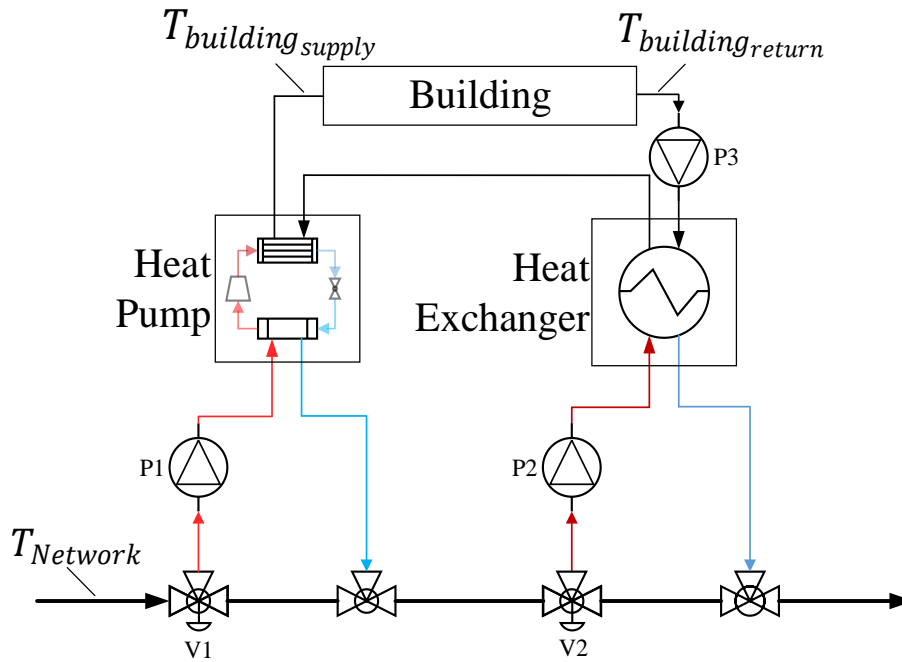 T_building_supply
T_building_return
Building
P3
Heat
Pump
Heat
Exchanger
P1
P2
T_Network
V1
V2